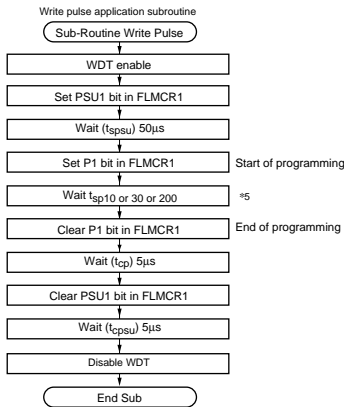 Write pulse application subroutine
Sub-Routine Write Pulse
WDT enable
Set PSU1 bit in FLMCR1
Wait (tspsu) 50μs
Set P1 bit in FLMCR1 Start of programming
Wait tsp10 or 30 or 200 *5
Clear P1 bit in FLMCR1 End of programming
Wait (tcp) 5μs
Clear PSU1 bit in FLMCR1
Wait (tcpsu) 5μs
Disable WDT
End Sub